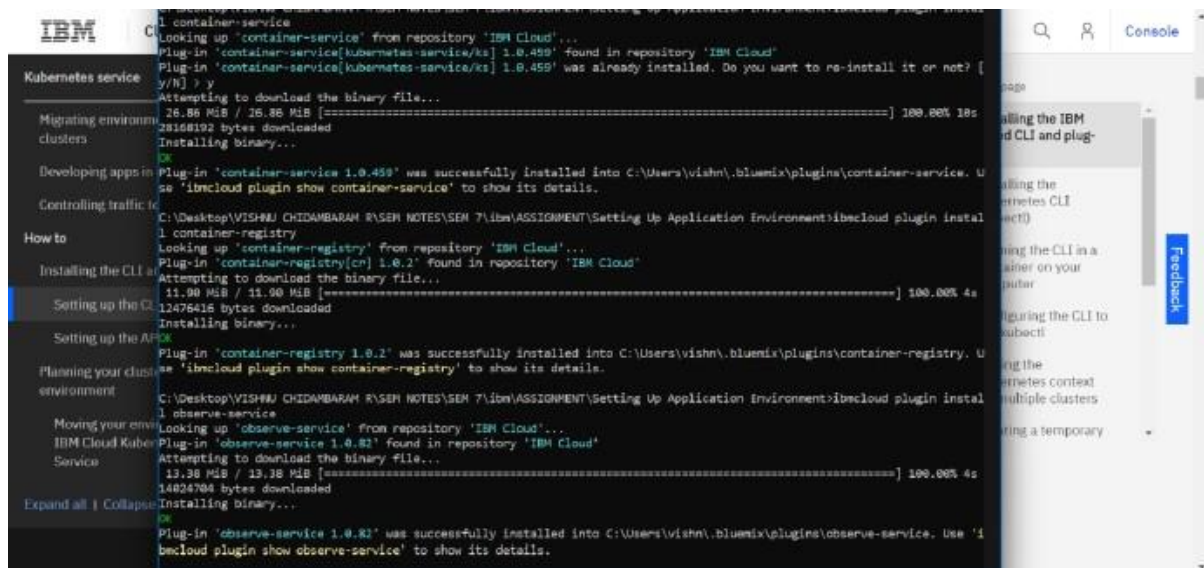 IBM
Console
Kubernetes service
Migrating environm
clusters
Developing apps in
Controlling traffic to
How to
Installing the CLI a
Setting up the CL
Setting up the AP
Planning your clust
environment
Moving your envi
IBM Cloud Kuber
Service
Expand all | Collapse
l container-service
Looking up 'container-service' from repository 'IBM Cloud'...
Plug-in 'container-service[kubernetes-service/ks] 1.0.459' found in repository 'IBM Cloud'
Plug-in 'container-service[kubernetes-service/ks] 1.0.459' was already installed. Do you want to re-install it or not? [
y/N] > y
Attempting to download the binary file...
26.86 MiB / 26.86 MiB [==========] 100.00% 10s
28168192 bytes downloaded
Installing binary...
OK
Plug-in 'container-service 1.0.459' was successfully installed into C:\Users\vishn\.bluemix\plugins\container-service. U
se 'ibmcloud plugin show container-service' to show its details.
C:\Desktop\VISHNU CHIDAMBARAM R\SEM NOTES\SEM 7\ibm\ASSIGNMENT\Setting Up Application Environment>ibmcloud plugin instal
l container-registry
Looking up 'container-registry' from repository 'IBM Cloud'...
Plug-in 'container-registry[cr] 1.0.2' found in repository 'IBM Cloud'
Attempting to download the binary file...
11.90 MiB / 11.90 MiB [==========] 100.00% 4s
12476416 bytes downloaded
Installing binary...
OK
Plug-in 'container-registry 1.0.2' was successfully installed into C:\Users\vishn\.bluemix\plugins\container-registry. U
se 'ibmcloud plugin show container-registry' to show its details.
C:\Desktop\VISHNU CHIDAMBARAM R\SEM NOTES\SEM 7\ibm\ASSIGNMENT\Setting Up Application Environment>ibmcloud plugin instal
l observe-service
Looking up 'observe-service' from repository 'IBM Cloud'...
Plug-in 'observe-service 1.0.82' found in repository 'IBM Cloud'
Attempting to download the binary file...
13.38 MiB / 13.38 MiB [==========] 100.00% 4s
14024704 bytes downloaded
Installing binary...
OK
Plug-in 'observe-service 1.0.82' was successfully installed into C:\Users\vishn\.bluemix\plugins\observe-service. Use 'i
bmcloud plugin show observe-service' to show its details.
page
alling the IBM
d CLI and plug-
alling the
ernetes CLI
ectl)
ning the CLI in a
ainer on your
puter
figuring the CLI to
kubectl
ing the
ernetes context
multiple clusters
ting a temporary
Feedback